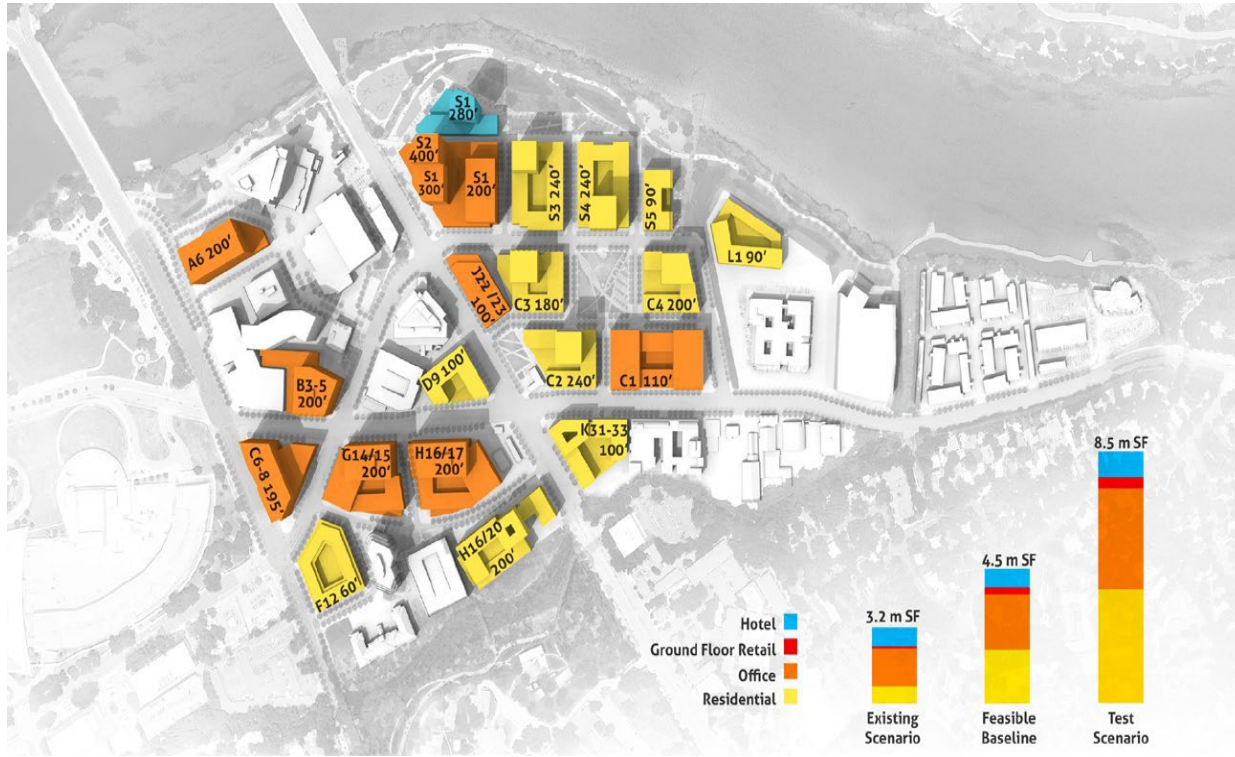 S1
280'
S2
400'
S1
300'
S1
200'
S3 240'
S4 240'
S5 90'
A6 200'
L1 90'
J22 /23
100'
C3 180'
C4 200'
B3-5
200'
D9 100'
C2 240'
C1 110'
K31-33
100'
C6-8 195'
G14/15
200'
H16/17
200'
H16/20
200'
F12 60'
Hotel
Ground Floor Retail
Office
Residential
3.2 m SF
4.5 m SF
8.5 m SF
Existing
Scenario
Feasible
Baseline
Test
Scenario